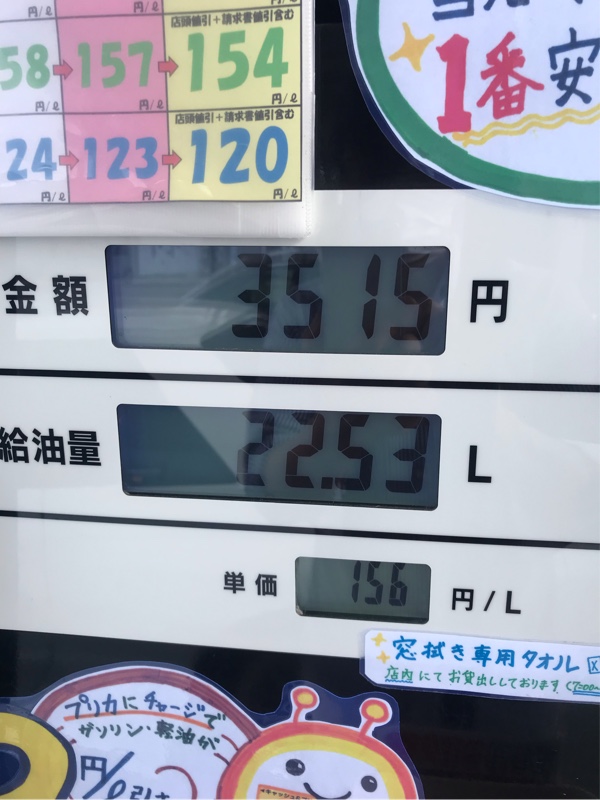 店頭値引+請求書値引含む
58 157 154
円/ℓ 円/ℓ 円/ℓ
店頭値引+請求書値引含む
24 123 120
円/ℓ 円/ℓ 円/ℓ
1番安
金額 3515 円
給油量 22.53 L
単価 156 円/L
窓拭き専用タオル
店内にてお貸出ししております
プリカにチャージで
ガソリン・軽油が
円/ℓ引き